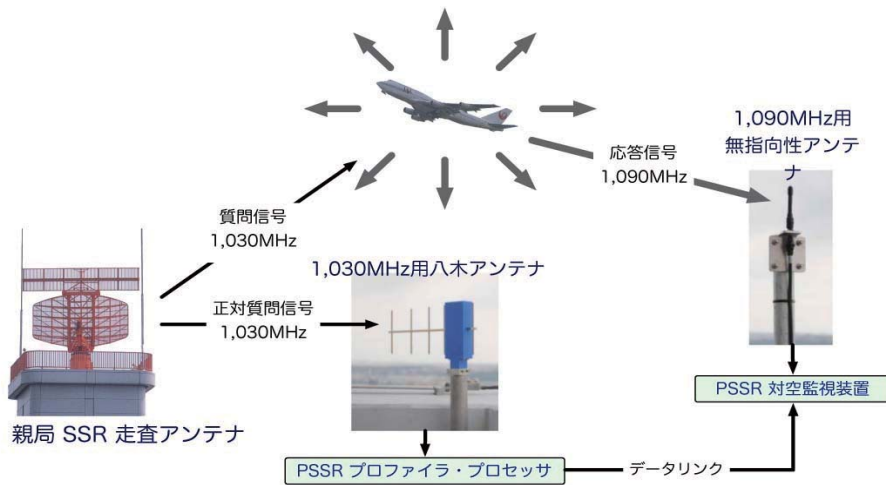 1,090MHz用
無指向性アンテ
ナ
応答信号
1,090MHz
質問信号
1,030MHz
1,030MHz用八木アンテナ
正対質問信号
1,030MHz
PSSR 対空監視装置
親局 SSR 走査アンテナ
PSSR プロファイラ・プロセッサ
データリンク